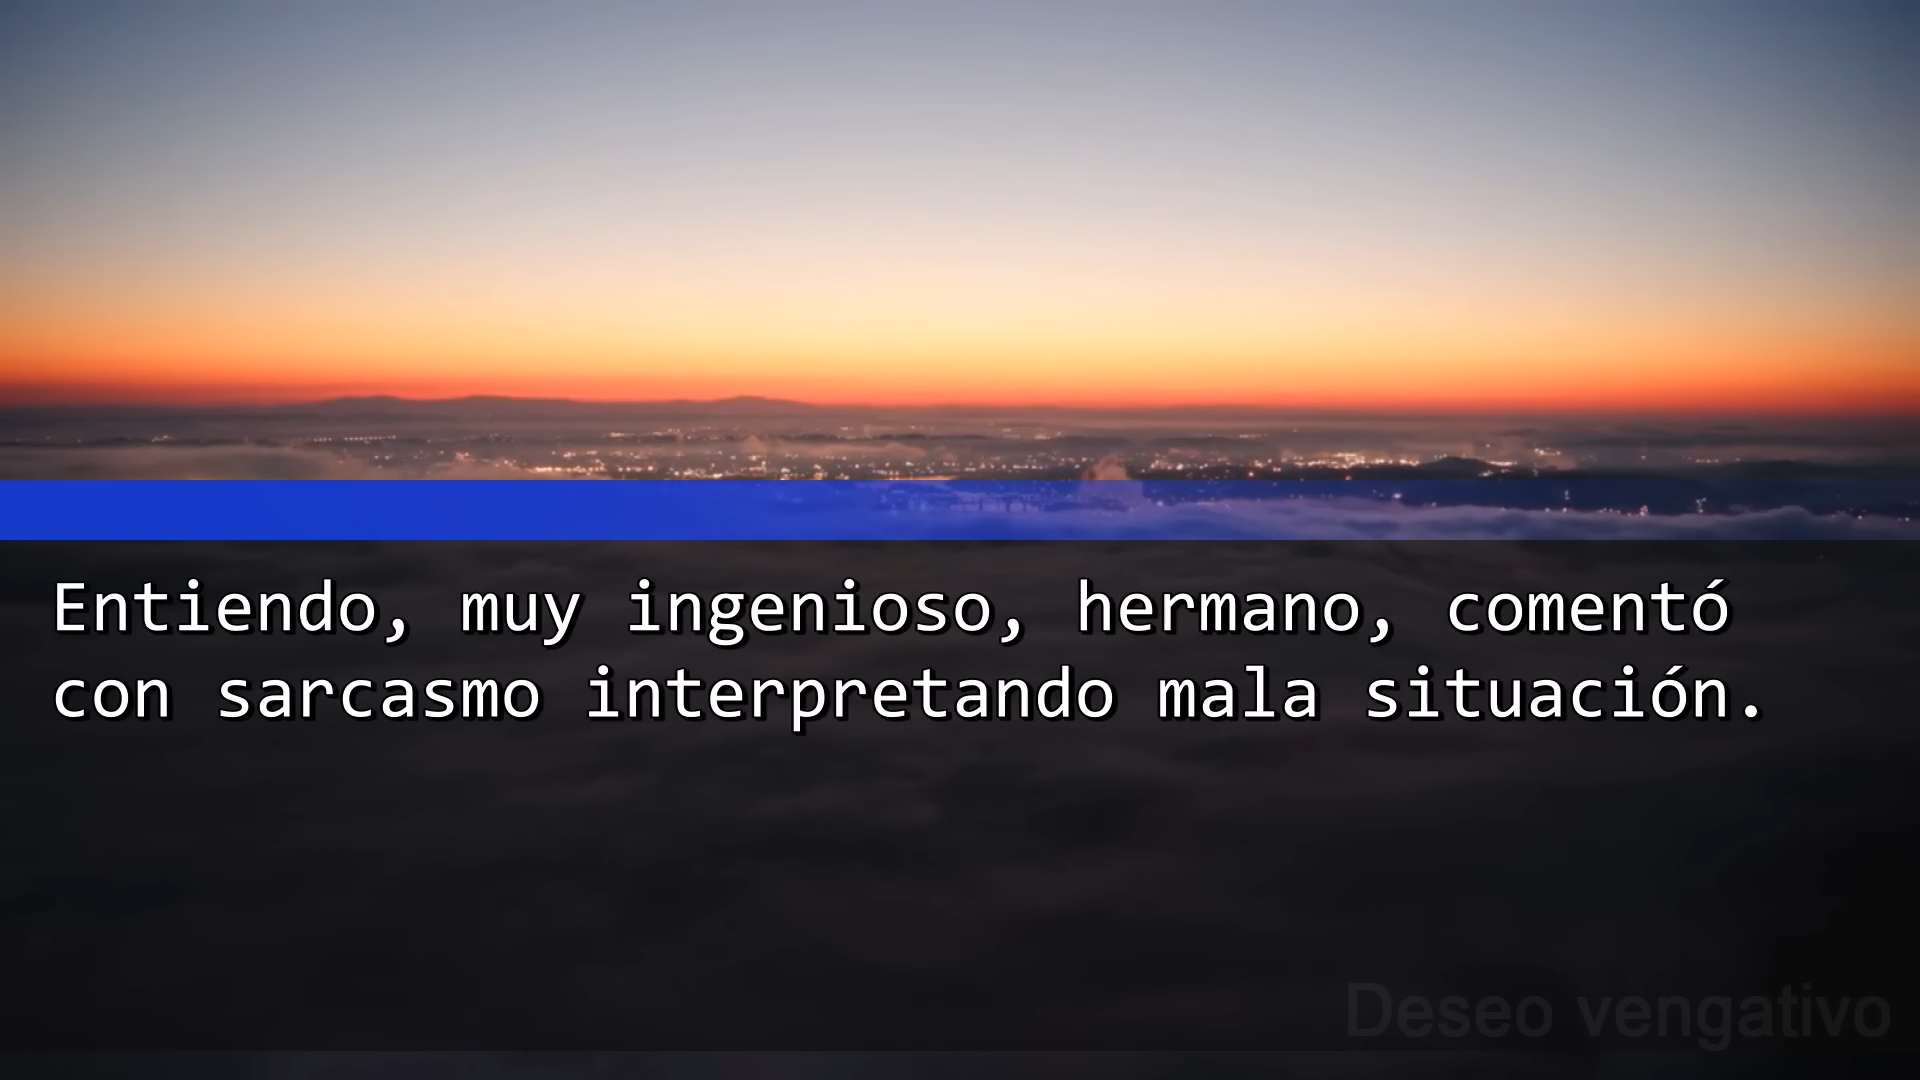 Entiendo, muy ingenioso, hermano, comentó
con sarcasmo interpretando mala situación.
Deseo vengativo